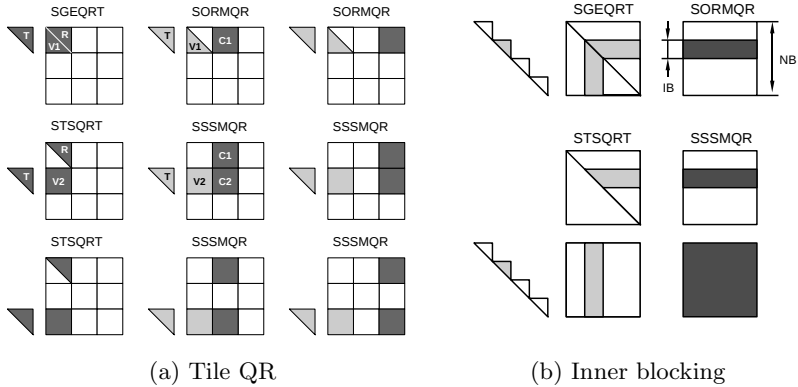 SGEQRT SORMQR SORMQR
T R V1
T V1 C1
STSQRT SSSMQR SSSMQR
T R V2
T V2 C1 C2
STSQRT SSSMQR SSSMQR
(a) Tile QR
SGEQRT SORMQR
IB NB
STSQRT SSSMQR
(b) Inner blocking